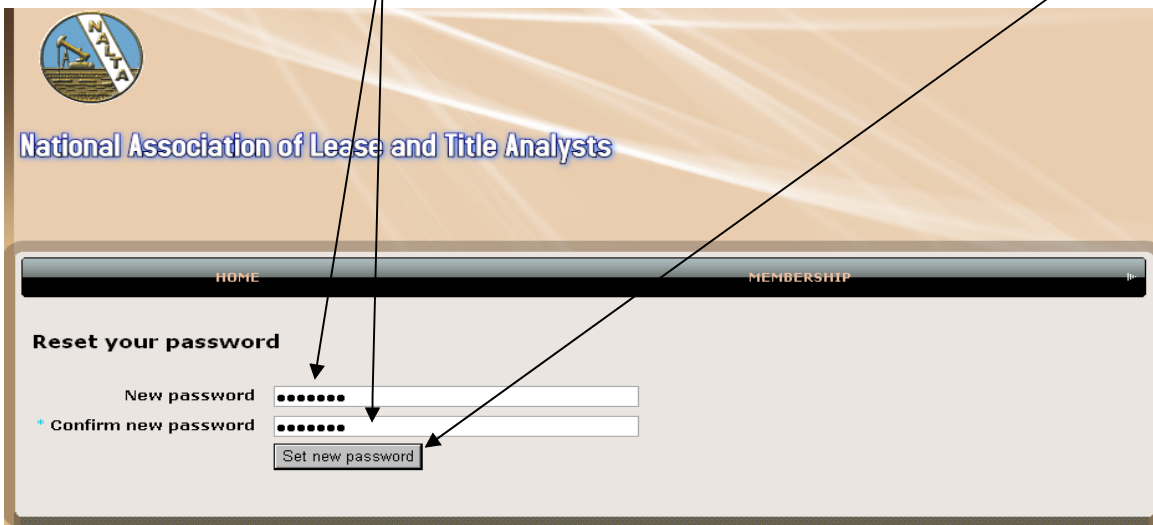 NALTA
National Association of Lease and Title Analysts
HOME MEMBERSHIP
Reset your password
New password •••••••
* Confirm new password •••••••
Set new password